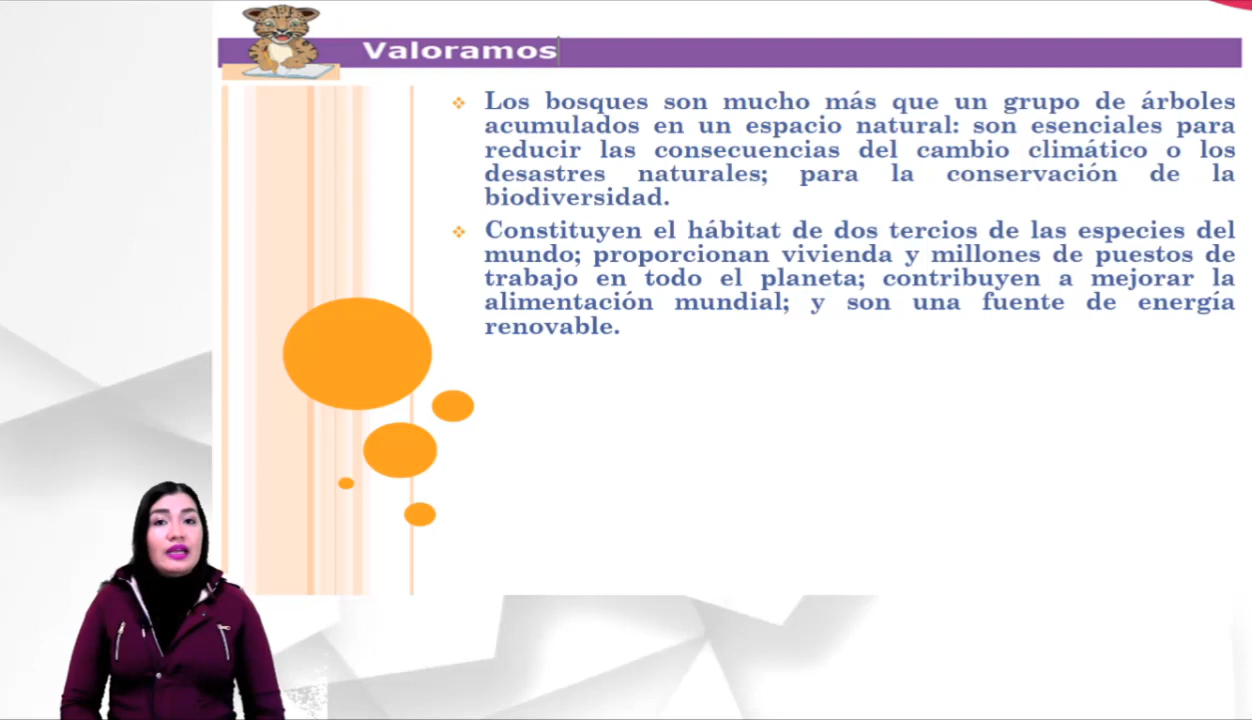 Valoramos
Los bosques son mucho más que un grupo de árboles
acumulados en un espacio natural: son esenciales para
reducir las consecuencias del cambio climático o los
desastres naturales; para la conservación de la
biodiversidad.
Constituyen el hábitat de dos tercios de las especies del
mundo; proporcionan vivienda y millones de puestos de
trabajo en todo el planeta; contribuyen a mejorar la
alimentación mundial; y son una fuente de energía
renovable.